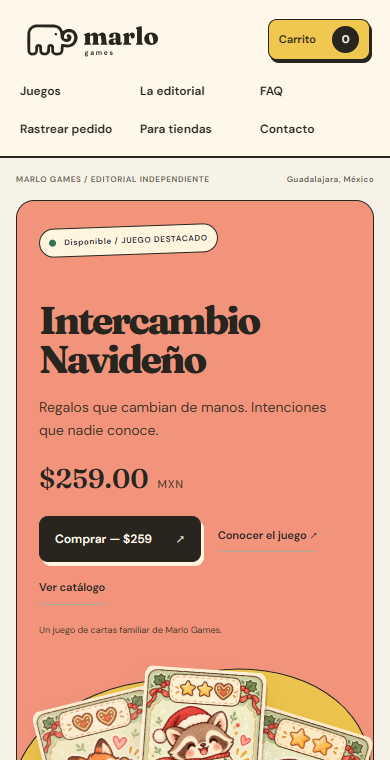 marlo
games
Carrito 0
Juegos La editorial FAQ
Rastrear pedido Para tiendas Contacto
MARLO GAMES / EDITORIAL INDEPENDIENTE Guadalajara, México
Disponible / JUEGO DESTACADO
Intercambio
Navideño
Regalos que cambian de manos. Intenciones
que nadie conoce.
$259.00 MXN
Comprar — $259 ↗ Conocer el juego ↗
Ver catálogo
Un juego de cartas familiar de Marlo Games.